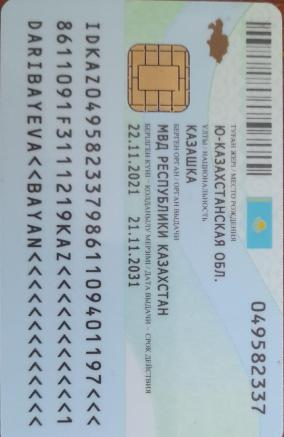 049582337
ТУҒАН ЖЕРІ / МЕСТО РОЖДЕНИЯ
Ю-КАЗАХСТАНСКАЯ ОБЛ.
ҰЛТЫ / НАЦИОНАЛЬНОСТЬ
КАЗАШКА
БЕРГЕН ОРГАН / ОРГАН ВЫДАЧИ
МВД РЕСПУБЛИКИ КАЗАХСТАН
БЕРІЛГЕН КҮНІ - ҚОЛДАНЫЛУ МЕРЗІМІ / ДАТА ВЫДАЧИ - СРОК ДЕЙСТВИЯ
22.11.2021 21.11.2031
IDKAZ0495823379861109401197<<<
8611091F3111219KAZ<<<<<<<<<<<1
DARIBAYEVA<<BAYAN<<<<<<<<<<<<<